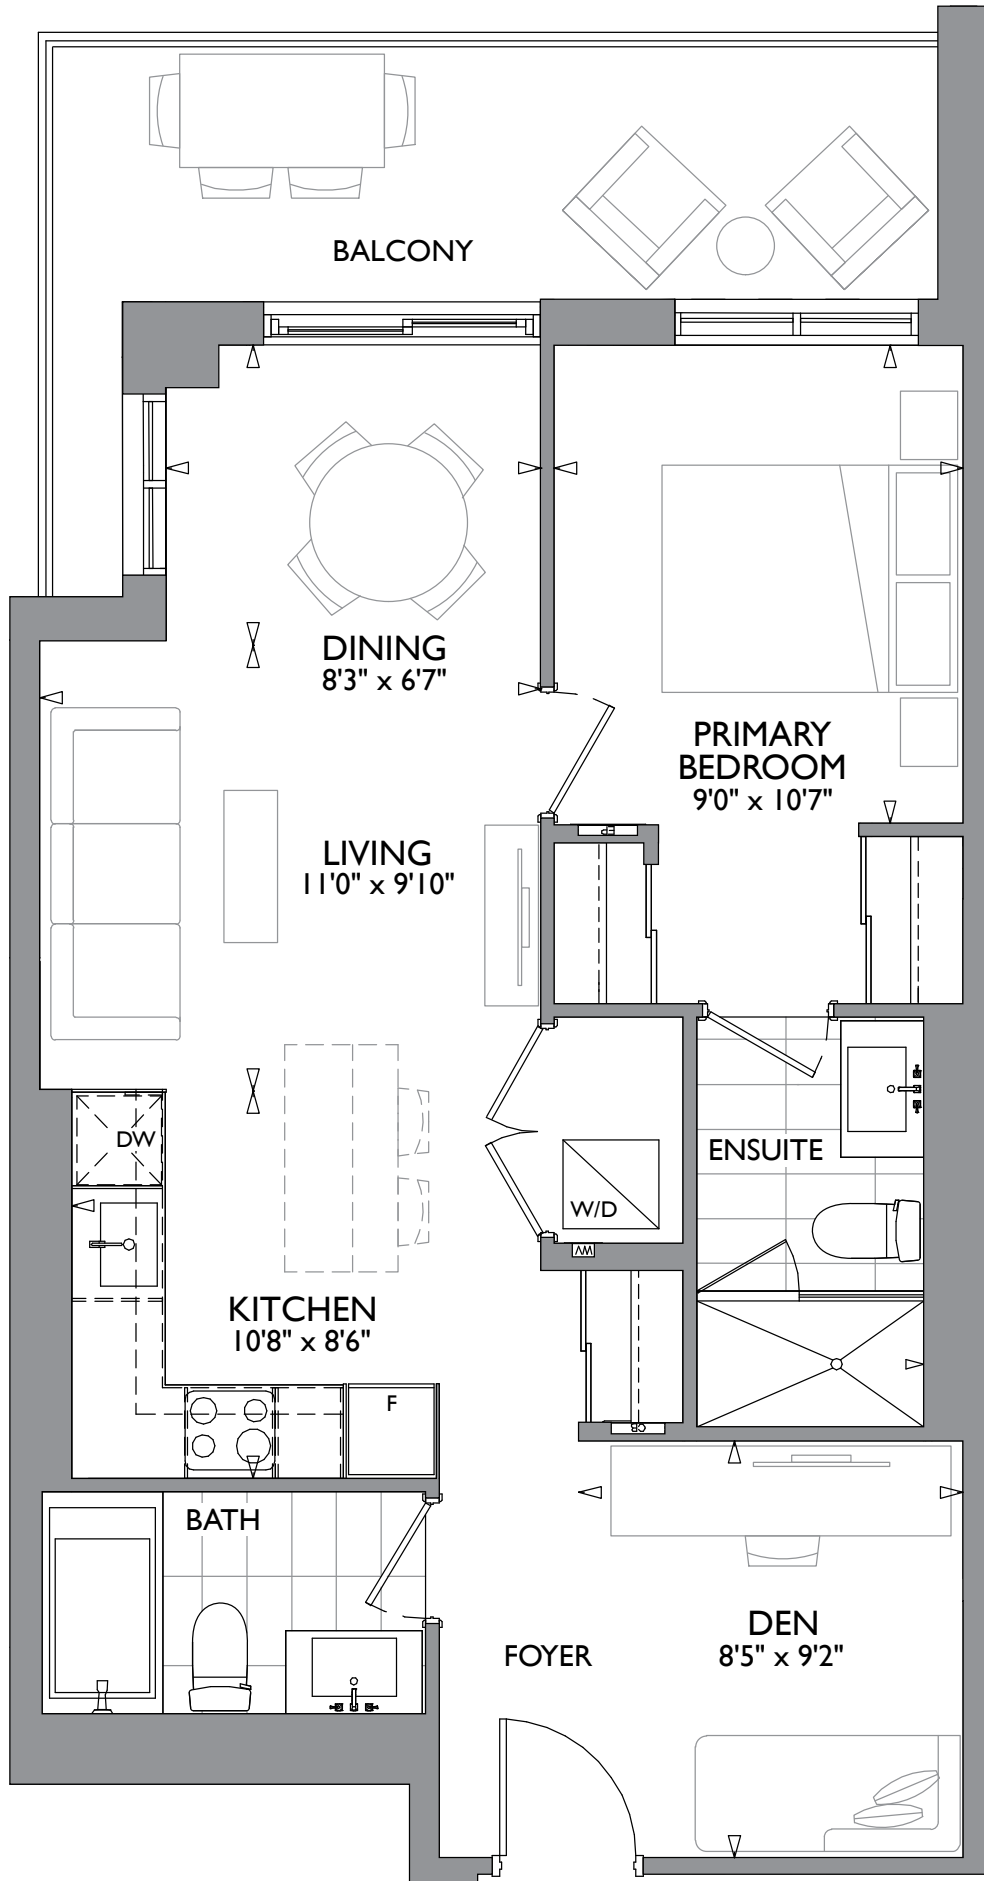 BALCONY
DINING
8'3" x 6'7"
PRIMARY
BEDROOM
9'0" x 10'7"
LIVING
11'0" x 9'10"
DW
ENSUITE
W/D
KITCHEN
10'8" x 8'6"
F
BATH
DEN
8'5" x 9'2"
FOYER